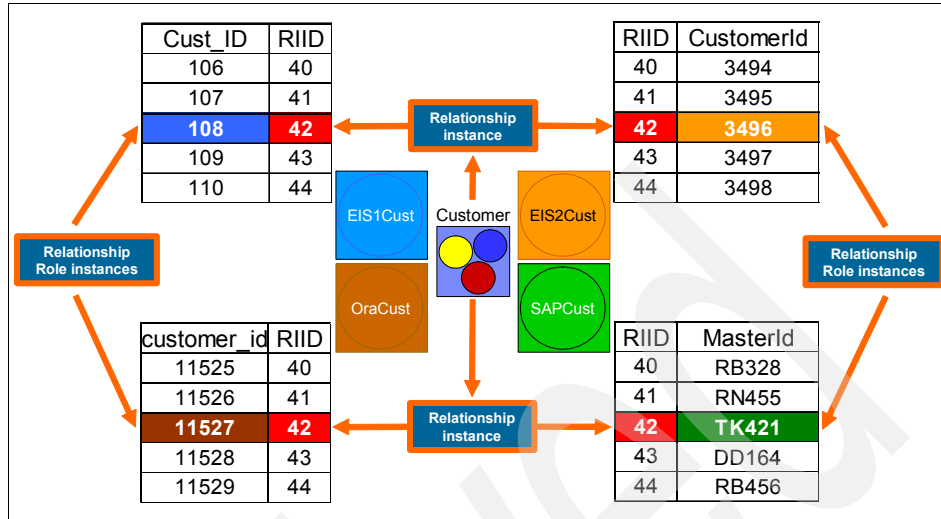 Cust_ID RIID
106 40
107 41
108 42
109 43
110 44
RIID CustomerId
40 3494
41 3495
42 3496
43 3497
44 3498
Relationship
instance
EIS1Cust
Customer
EIS2Cust
Relationship
Role instances
Relationship
Role instances
OraCust
SAPCust
customer_id RIID
11525 40
11526 41
11527 42
11528 43
11529 44
Relationship
instance
RIID MasterId
40 RB328
41 RN455
42 TK421
43 DD164
44 RB456